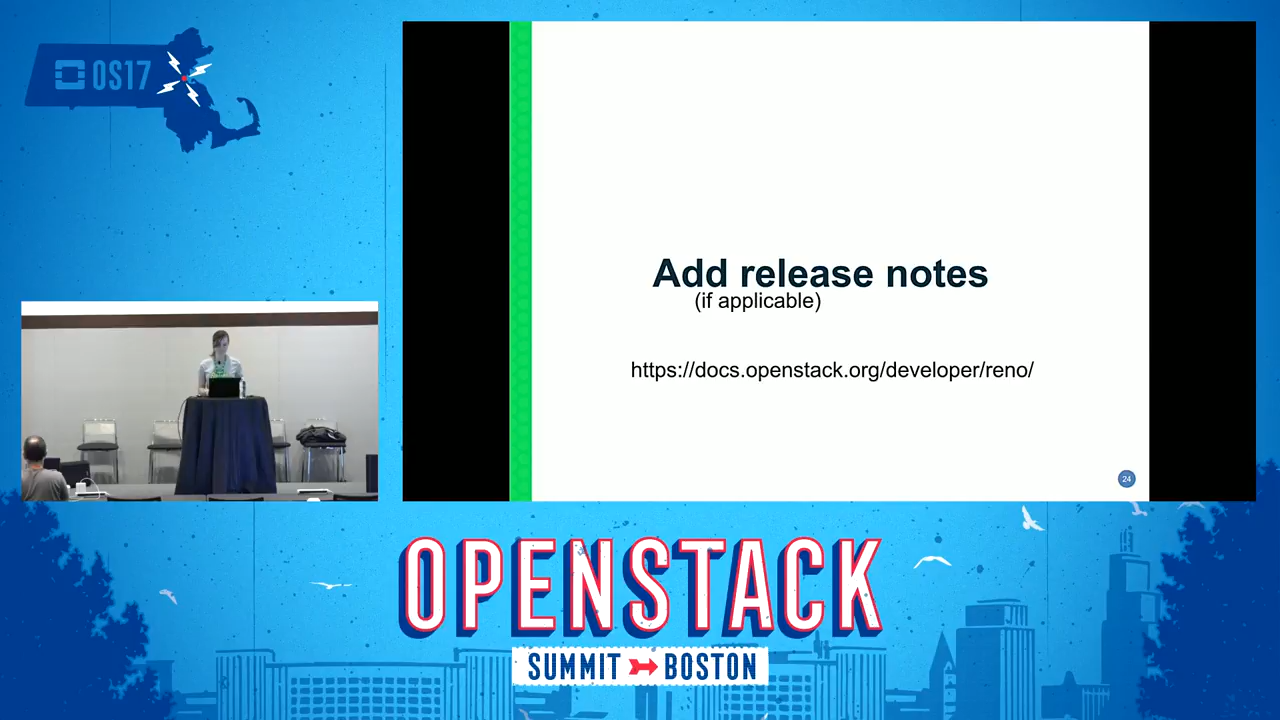 OS17
Add release notes
(if applicable)
https://docs.openstack.org/developer/reno/
24
OPENSTACK
SUMMIT BOSTON